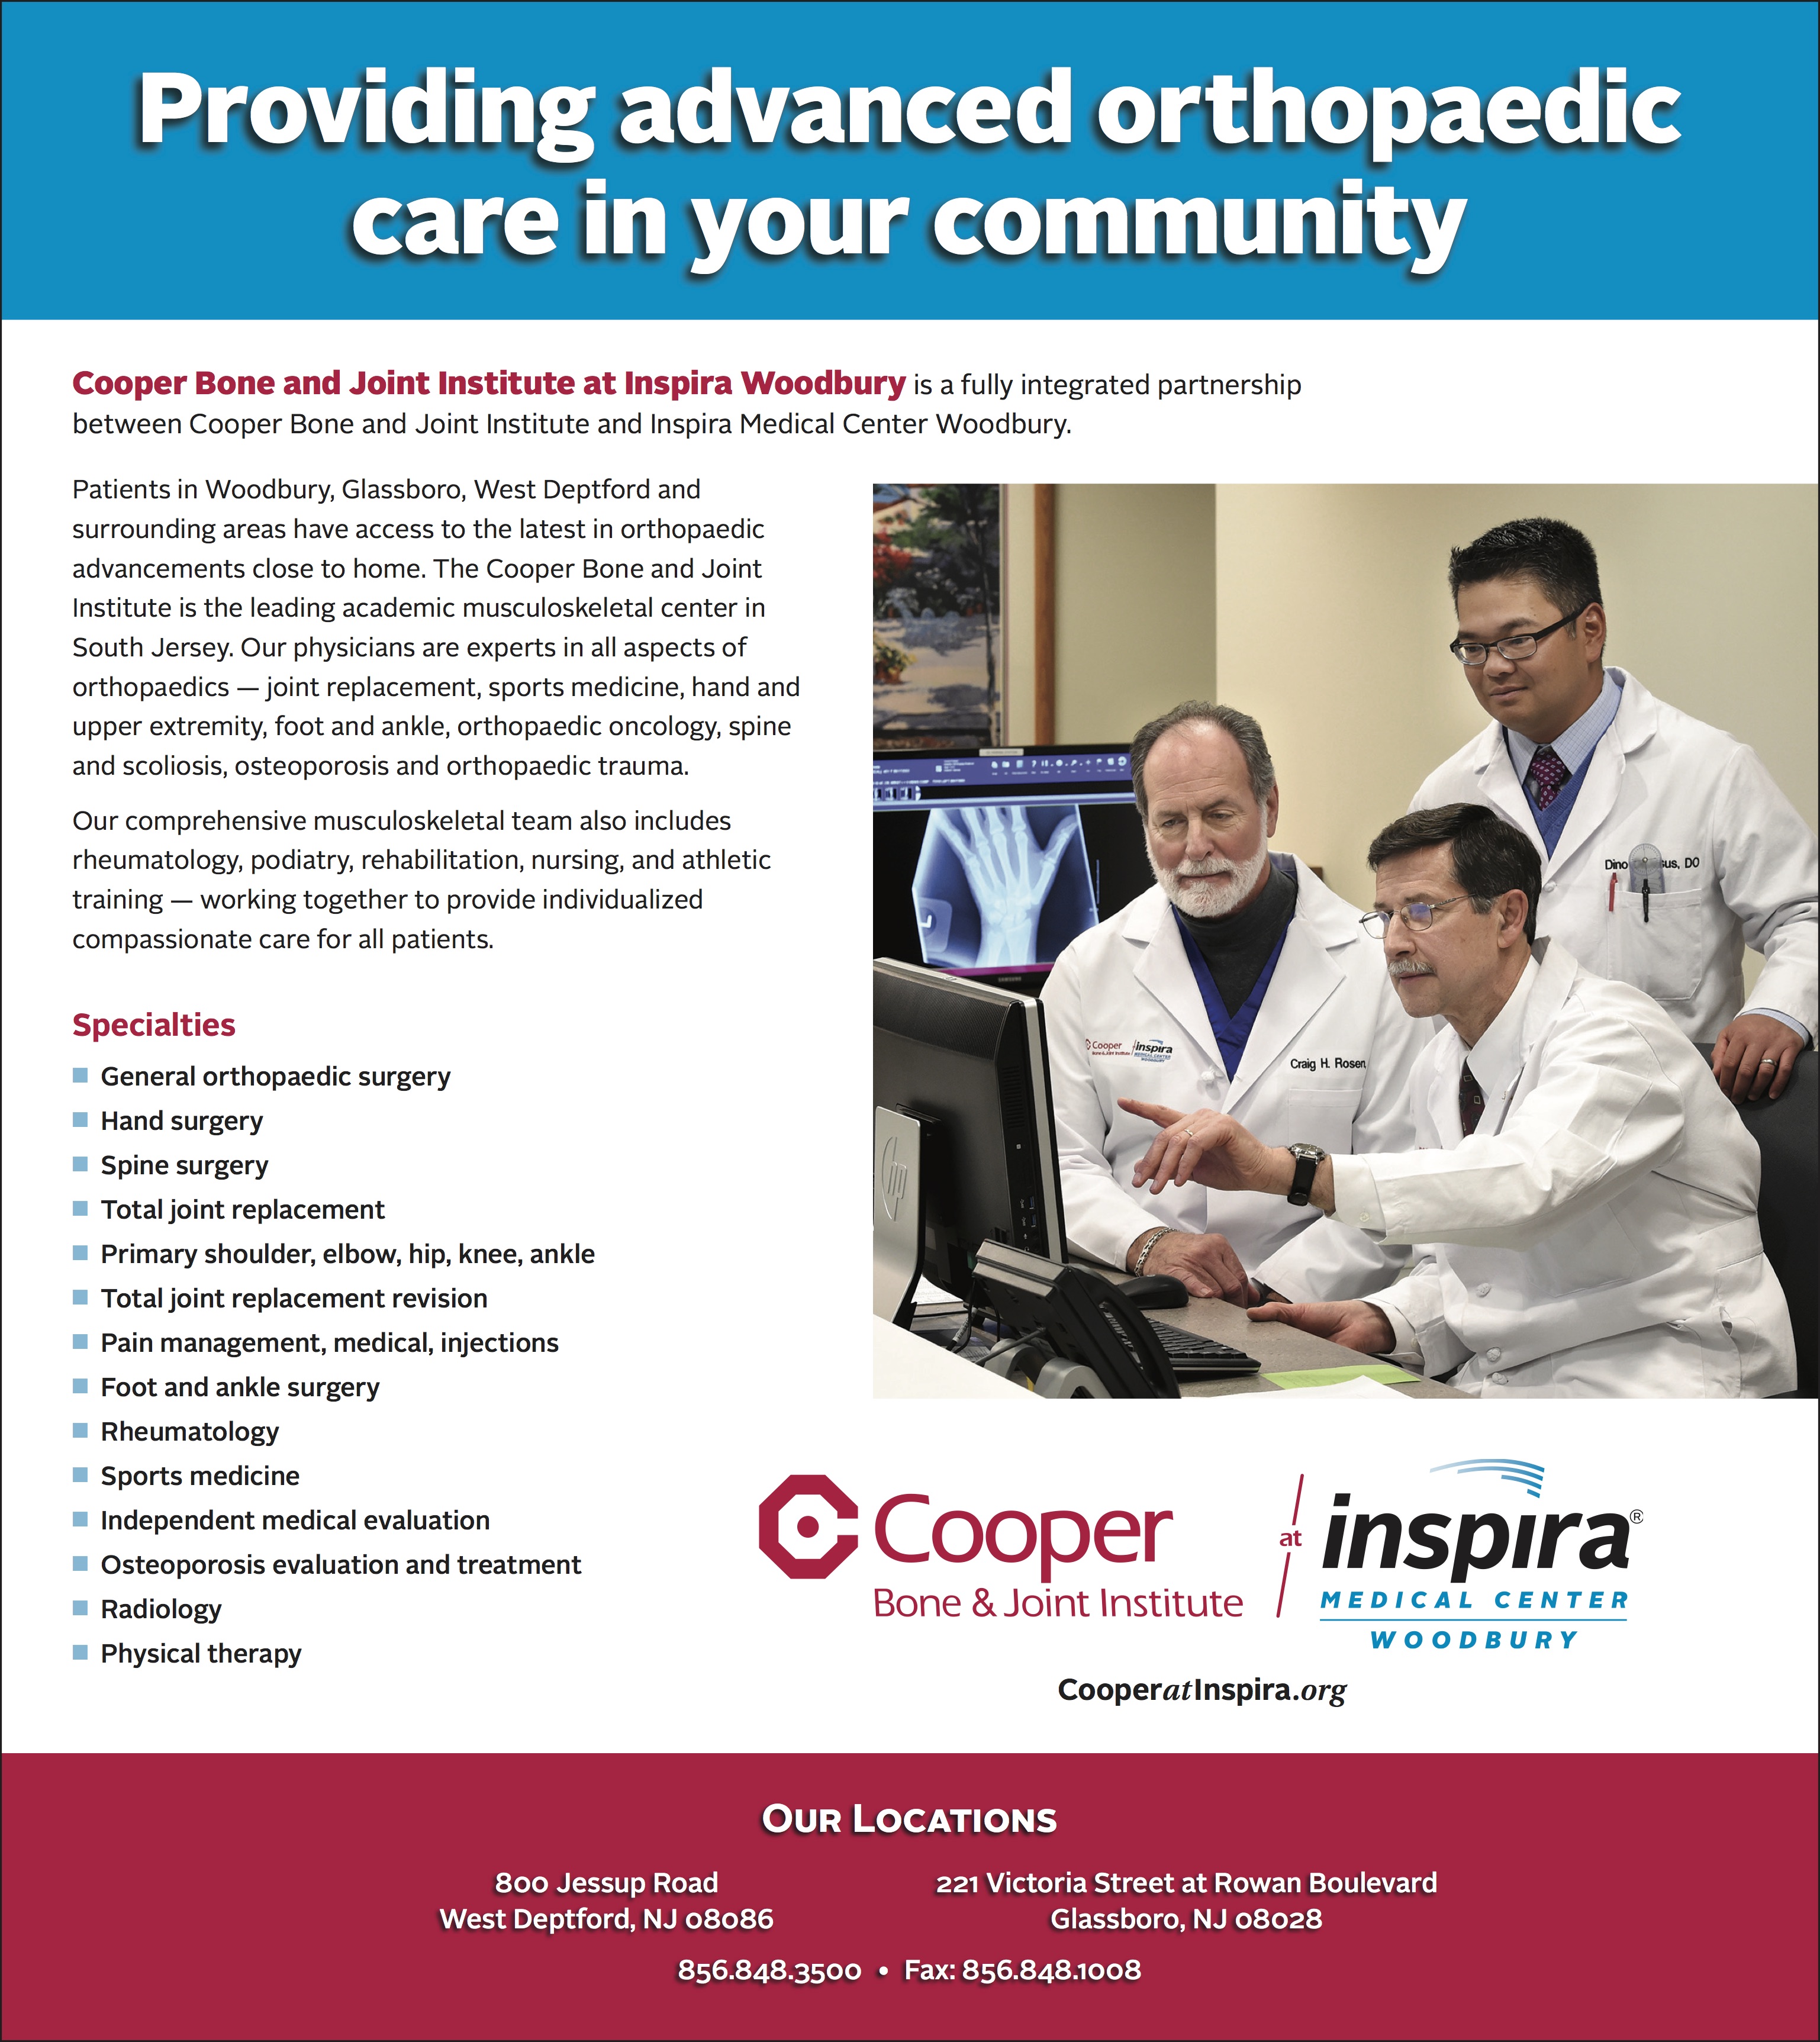 Providing advanced orthopaedic
care in your community
Cooper Bone and Joint Institute at Inspira Woodbury is a fully integrated partnership
between Cooper Bone and Joint Institute and Inspira Medical Center Woodbury.
Patients in Woodbury, Glassboro, West Deptford and
surrounding areas have access to the latest in orthopaedic
advancements close to home. The Cooper Bone and Joint
Institute is the leading academic musculoskeletal center in
South Jersey. Our physicians are experts in all aspects of
orthopaedics — joint replacement, sports medicine, hand and
upper extremity, foot and ankle, orthopaedic oncology, spine
and scoliosis, osteoporosis and orthopaedic trauma.
Our comprehensive musculoskeletal team also includes
rheumatology, podiatry, rehabilitation, nursing, and athletic
training — working together to provide individualized
compassionate care for all patients.
Specialties
General orthopaedic surgery
Hand surgery
Spine surgery
Total joint replacement
Primary shoulder, elbow, hip, knee, ankle
Total joint replacement revision
Pain management, medical, injections
Foot and ankle surgery
Rheumatology
Sports medicine
Independent medical evaluation
Osteoporosis evaluation and treatment
Radiology
Physical therapy
Dino DO
Cooper inspira
Bone & Joint Institute MEDICAL CENTER
WOODBURY
Craig H. Rosen
hp
L
SAMSUNG
Cooper
Bone & Joint Institute
at
inspira®
MEDICAL CENTER
WOODBURY
CooperatInspira.org
Our Locations
800 Jessup Road
West Deptford, NJ 08086
221 Victoria Street at Rowan Boulevard
Glassboro, NJ 08028
856.848.3500 • Fax: 856.848.1008